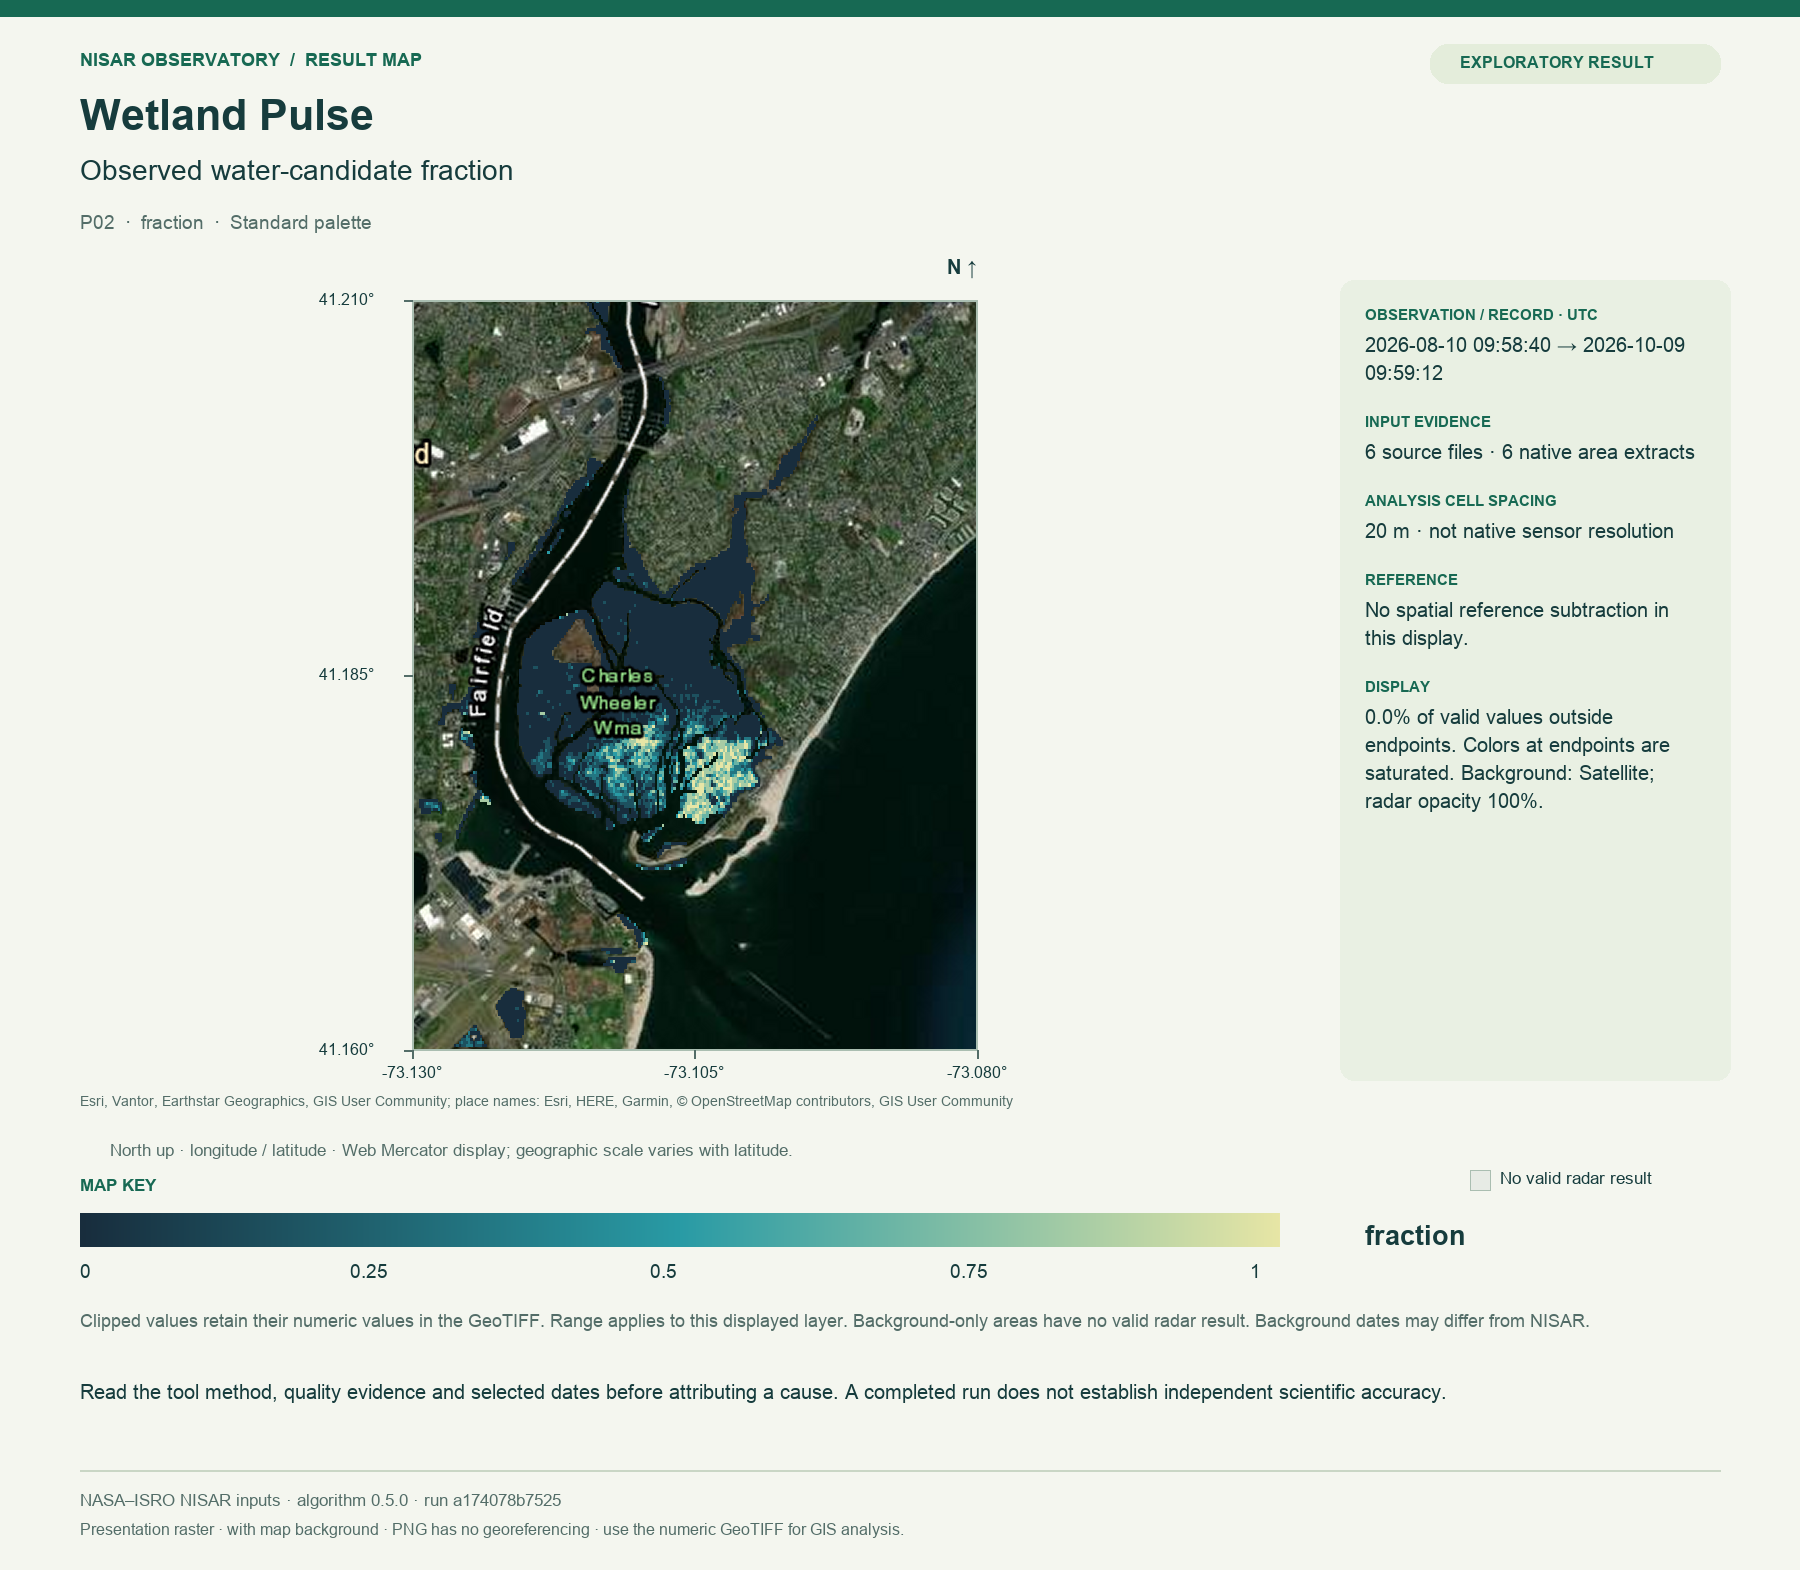 NISAR OBSERVATORY / RESULT MAP
EXPLORATORY RESULT
Wetland Pulse
Observed water-candidate fraction
P02 · fraction · Standard palette
N ↑
41.210°
41.185°
41.160°
-73.130°
-73.105°
-73.080°
d
Fairfield
Charles
Wheeler
Wma
OBSERVATION / RECORD · UTC
2026-08-10 09:58:40 → 2026-10-09
09:59:12
INPUT EVIDENCE
6 source files · 6 native area extracts
ANALYSIS CELL SPACING
20 m · not native sensor resolution
REFERENCE
No spatial reference subtraction in
this display.
DISPLAY
0.0% of valid values outside
endpoints. Colors at endpoints are
saturated. Background: Satellite;
radar opacity 100%.
Esri, Vantor, Earthstar Geographics, GIS User Community; place names: Esri, HERE, Garmin, © OpenStreetMap contributors, GIS User Community
North up · longitude / latitude · Web Mercator display; geographic scale varies with latitude.
MAP KEY
No valid radar result
fraction
0 0.25 0.5 0.75 1
Clipped values retain their numeric values in the GeoTIFF. Range applies to this displayed layer. Background-only areas have no valid radar result. Background dates may differ from NISAR.
Read the tool method, quality evidence and selected dates before attributing a cause. A completed run does not establish independent scientific accuracy.
NASA–ISRO NISAR inputs · algorithm 0.5.0 · run a174078b7525
Presentation raster · with map background · PNG has no georeferencing · use the numeric GeoTIFF for GIS analysis.